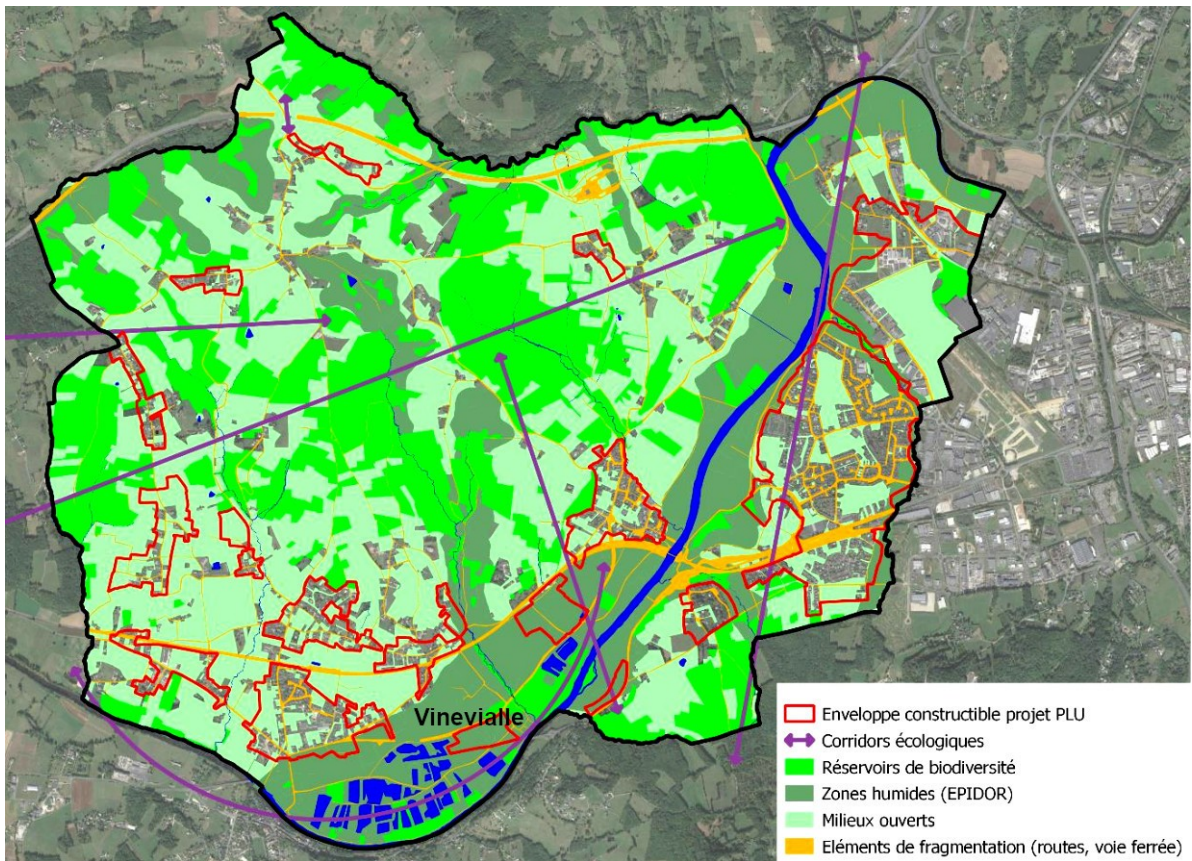 Vinevialle
Enveloppe constructible projet PLU
Corridors écologiques
Réservoirs de biodiversité
Zones humides (EPIDOR)
Milieux ouverts
Eléments de fragmentation (routes, voie ferrée)